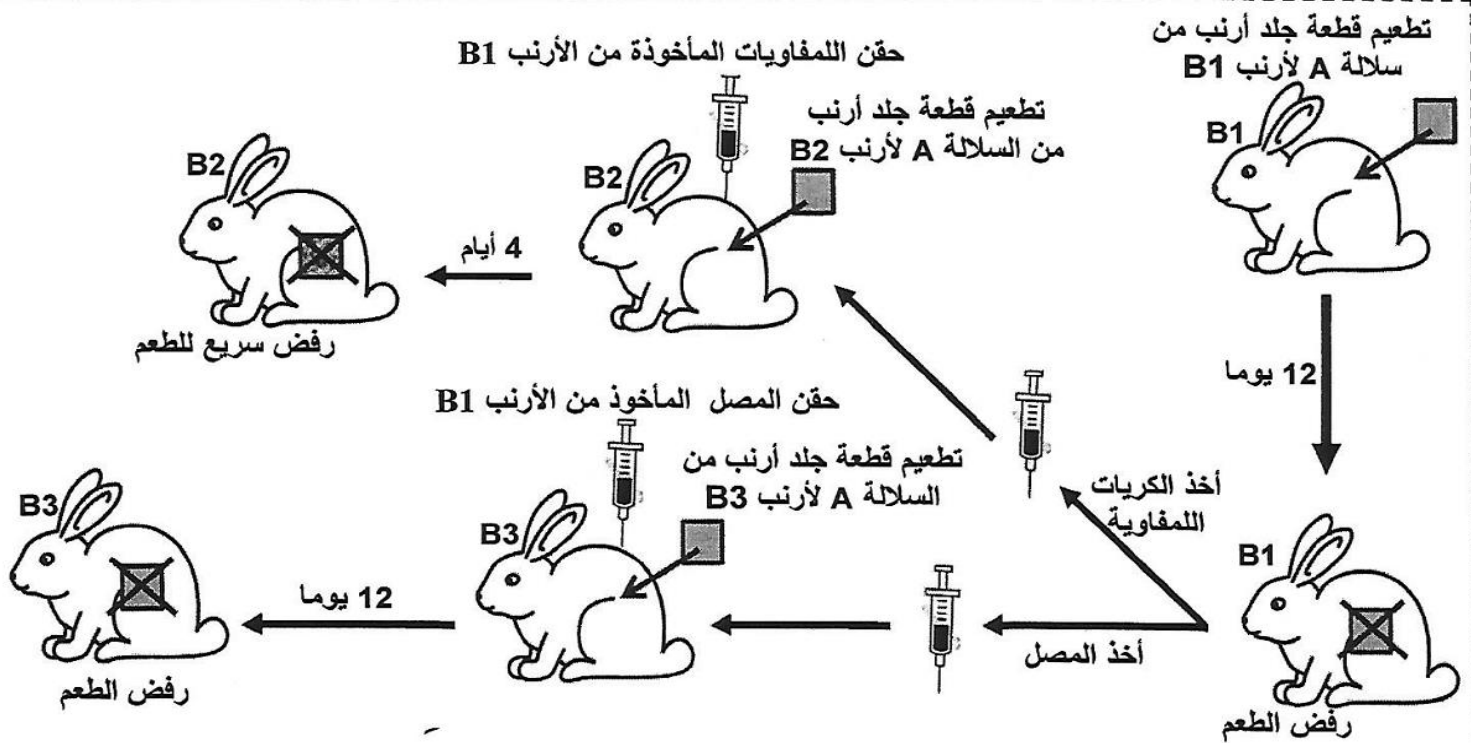 تطعيم قطعة جلد أرنب من
سلالة A لأرنب B1
B1
12 يوما
B1
رفض الطعم
أخذ الكريات
اللمفاوية
أخذ المصل
حقن اللمفاويات المأخوذة من الأرنب B1
تطعيم قطعة جلد أرنب
من السلالة A لأرنب B2
B2
4 أيام
B2
رفض سريع للطعم
حقن المصل المأخوذ من الأرنب B1
تطعيم قطعة جلد أرنب من
السلالة A لأرنب B3
B3
12 يوما
B3
رفض الطعم